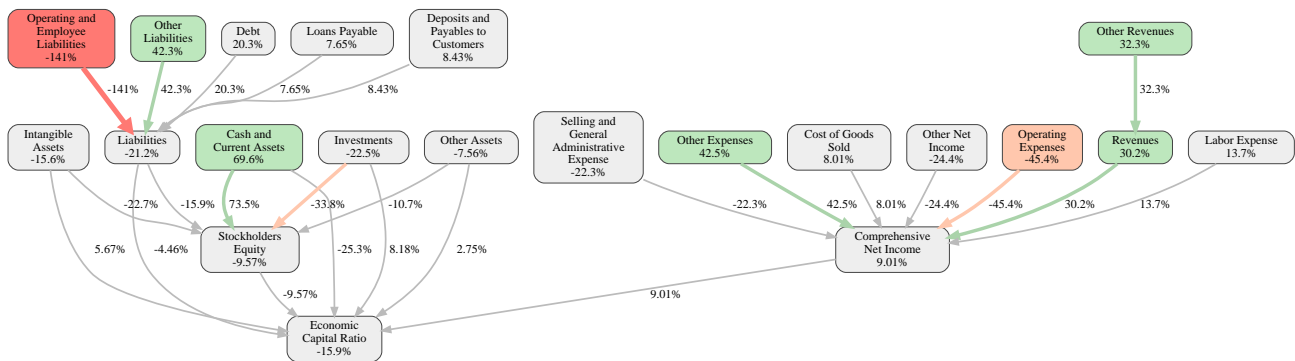 Operating and
Employee
Liabilities
-141%
Other
Liabilities
42.3%
Debt
20.3%
Loans Payable
7.65%
Deposits and
Payables to
Customers
8.43%
Other Revenues
32.3%
-141%
42.3%
20.3%
7.65%
8.43%
32.3%
Intangible
Assets
-15.6%
Liabilities
-21.2%
Cash and
Current Assets
69.6%
Investments
-22.5%
Other Assets
-7.56%
Selling and
General
Administrative
Expense
-22.3%
Other Expenses
42.5%
Cost of Goods
Sold
8.01%
Other Net
Income
-24.4%
Operating
Expenses
-45.4%
Revenues
30.2%
Labor Expense
13.7%
-22.7%
-15.9%
73.5%
-33.8%
-10.7%
-22.3%
42.5%
8.01%
-24.4%
-45.4%
30.2%
13.7%
Stockholders
Equity
-9.57%
Comprehensive
Net Income
9.01%
5.67%
-4.46%
-25.3%
8.18%
2.75%
-9.57%
9.01%
Economic
Capital Ratio
-15.9%